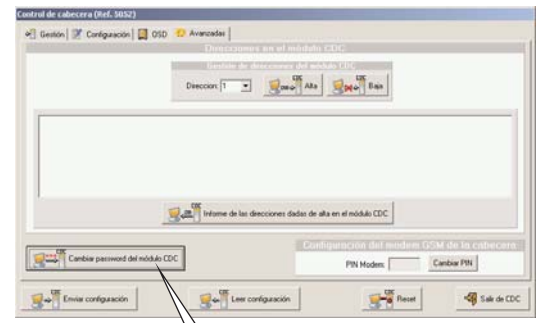 Control de cabecera (Ref. 5052)
Gestión Configuración OSD Avanzadas
Direcciones en el módulo CDC
Gestión de direcciones del módulo CDC
Direccion: 1 Alta Baja
Informe de las direcciones dadas de alta en el módulo CDC
Configuración del modem GSM de la cabecera
Cambiar password del módulo CDC
PIN Modem: Cambiar PIN
Enviar configuración Leer configuración Reset Salir de CDC